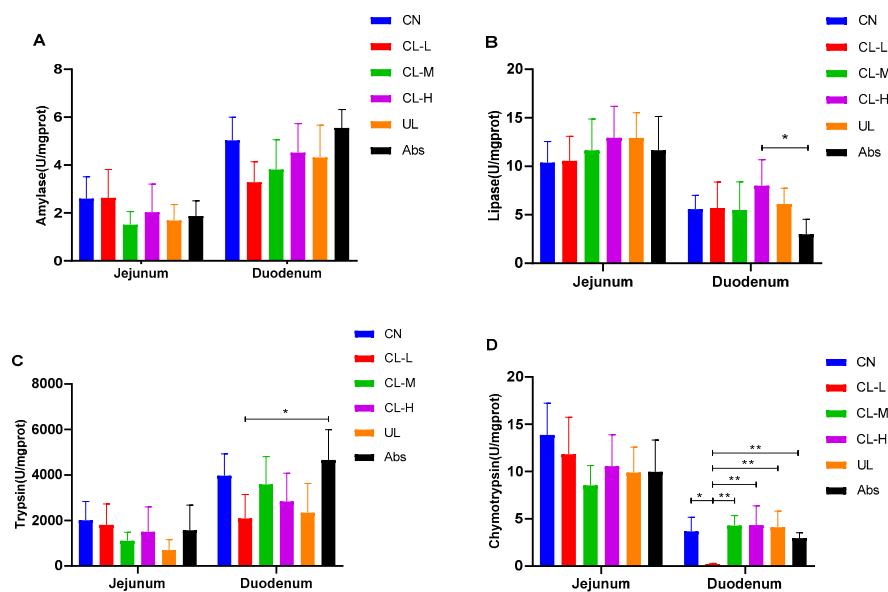 A
Amylase(U/mgprot)
8
6
4
2
0
Jejunum
Duodenum
CN
CL-L
CL-M
CL-H
UL
Abs
B
Lipase(U/mgprot)
20
15
10
5
0
*
Jejunum
Duodenum
CN
CL-L
CL-M
CL-H
UL
Abs
C
Trypsin(U/mgprot)
8000
6000
4000
2000
0
*
Jejunum
Duodenum
CN
CL-L
CL-M
CL-H
UL
Abs
D
Chymotrypsin(U/mgprot)
20
15
10
5
0
**
**
**
* **
Jejunum
Duodenum
CN
CL-L
CL-M
CL-H
UL
Abs